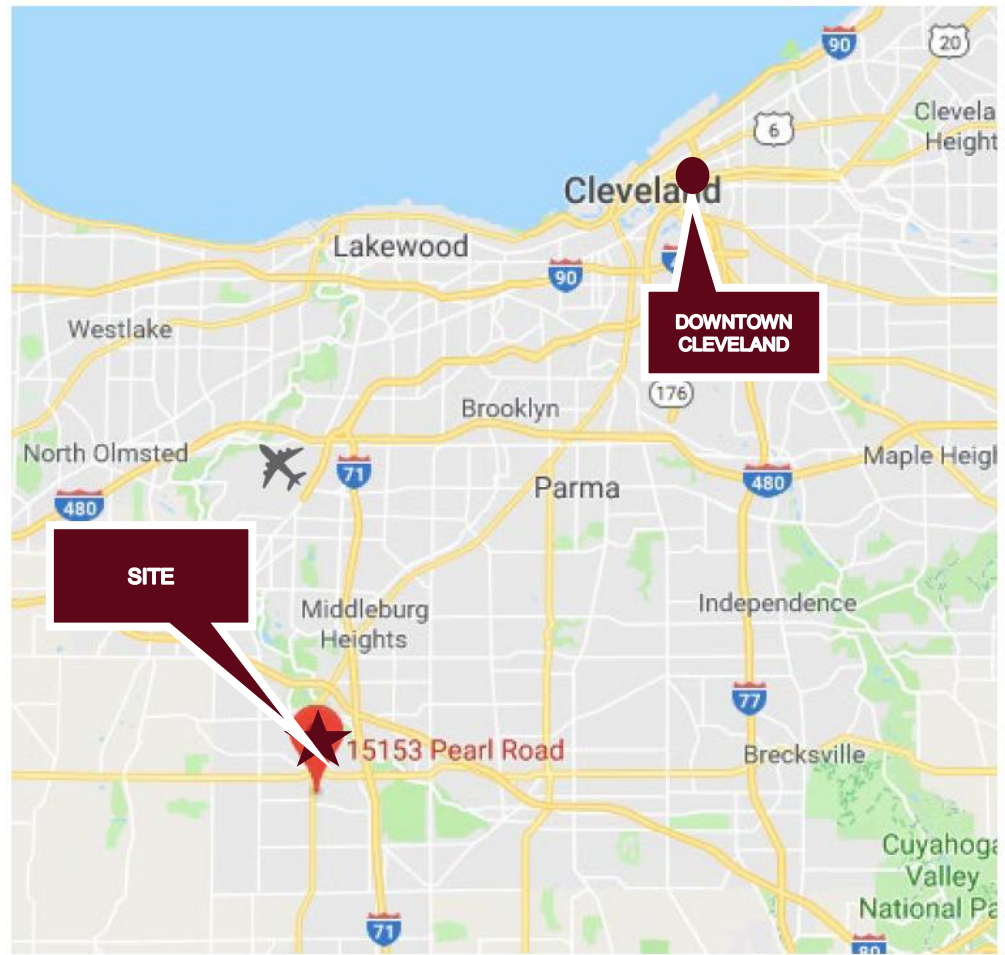 90
20
Clevela
Height
6
Cleveland
Lakewood
90
DOWNTOWN
CLEVELAND
Westlake
176
Brooklyn
North Olmsted
71
Maple Heigh
480
Parma
480
SITE
Middleburg
Heights
Independence
77
15153 Pearl Road
Brecksville
Cuyahoga
Valley
National Pa
71
80